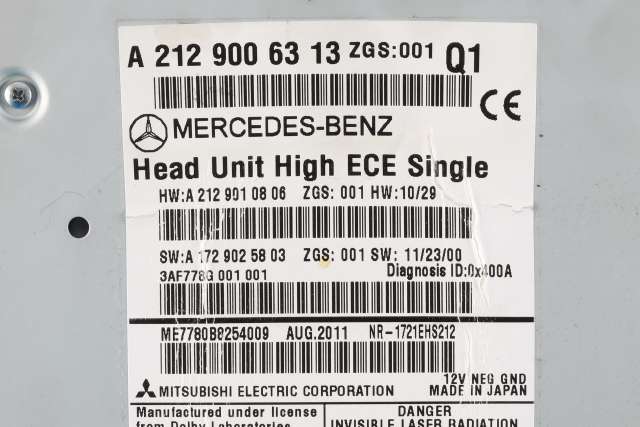 A 212 900 63 13 ZGS:001 Q1
CE
MERCEDES-BENZ
Head Unit High ECE Single
HW:A 212 901 08 06 ZGS: 001 HW: 10/29
SW:A 172 902 58 03 ZGS: 001 SW: 11/23/00
3AF778G 001 001 Diagnosis ID:0x400A
ME7780B8254009 AUG.2011 NR-1721EHS212
12V NEG GND
MITSUBISHI ELECTRIC CORPORATION MADE IN JAPAN
Manufactured under license DANGER
from Dolby Laboratories INVISIBLE LASER RADIATION